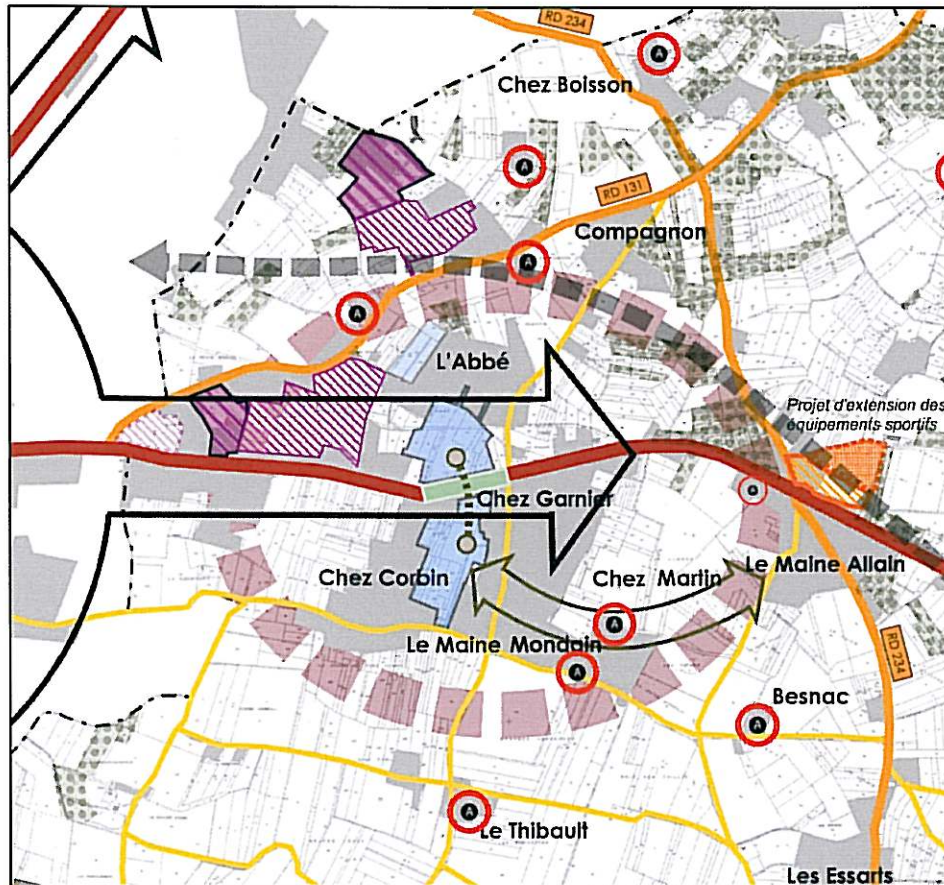 RD 234
A
Chez Boisson
A
A
RD 131
Compagnon
A
A
L'Abbé
Projet d'extension des
équipements sportifs
Chez Garnier
Chez Corbin
Chez Martin
Le Maine Allain
A
Le Maine Mondain
A
RD 234
Besnac
A
A
Le Thibault
Les Essarts